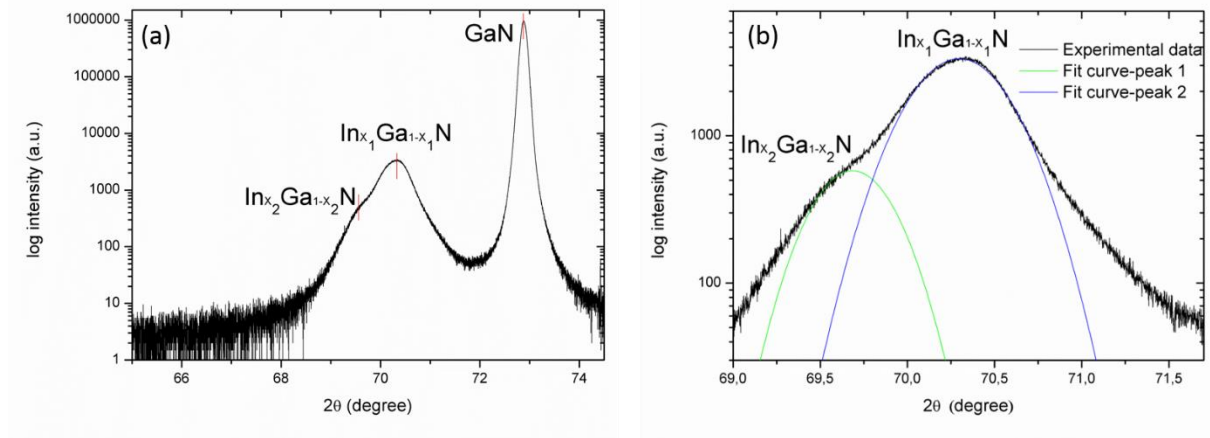 (a)
GaN
Inx₁Ga1-x₁N
Inx₂Ga1-x₂N
log intensity (a.u.)
1000000
100000
10000
1000
100
10
1
66 68 70 72 74
2θ (degree)
(b)
Inx₁Ga1-x₁N
Experimental data
Fit curve-peak 1
Fit curve-peak 2
Inx₂Ga1-x₂N
log intensity (a.u.)
1000
100
69,0 69,5 70,0 70,5 71,0 71,5
2θ (degree)